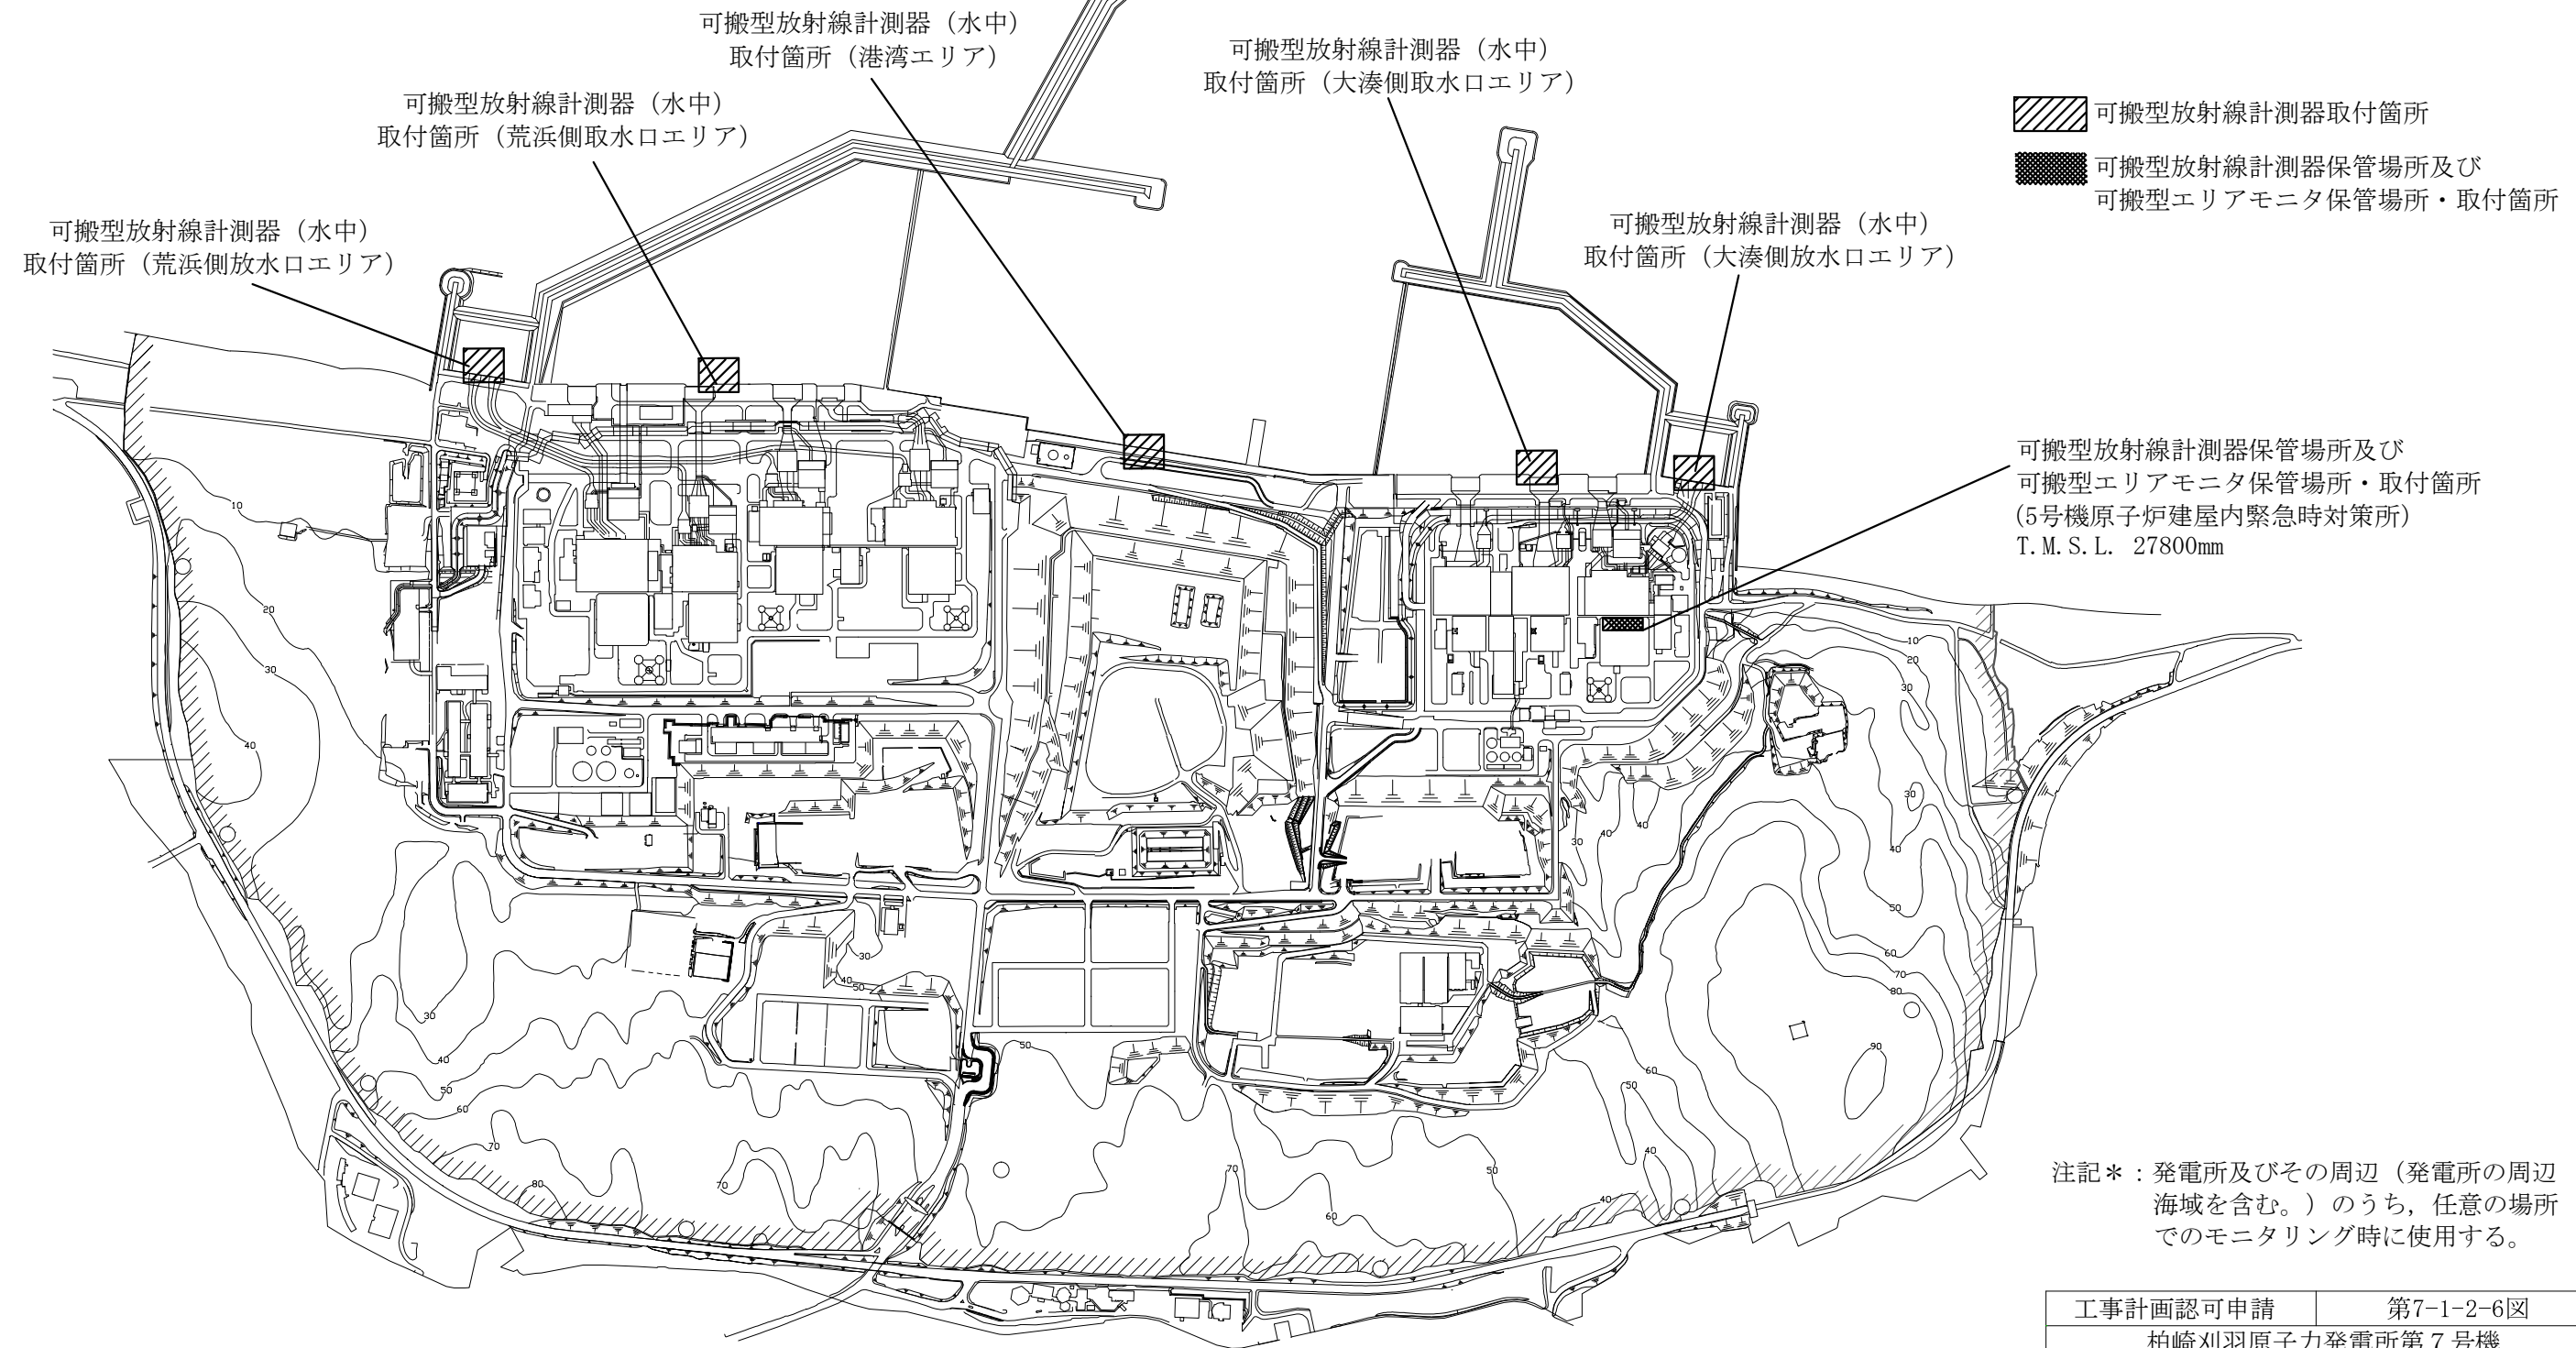 可搬型放射線計測器（水中）
取付箇所（港湾エリア）
可搬型放射線計測器（水中）
取付箇所（大湊側取水口エリア）
可搬型放射線計測器（水中）
取付箇所（荒浜側取水口エリア）
可搬型放射線計測器取付箇所
可搬型放射線計測器保管場所及び
可搬型エリアモニタ保管場所・取付箇所
可搬型放射線計測器（水中）
取付箇所（荒浜側放水口エリア）
可搬型放射線計測器（水中）
取付箇所（大湊側放水口エリア）
可搬型放射線計測器保管場所及び
可搬型エリアモニタ保管場所・取付箇所
(5号機原子炉建屋内緊急時対策所)
T.M.S.L. 27800mm
10
20
30
40
10
20
30
30
40
40
40
30
50
60
70
80
90
30
40
50
30
40
50
60
70
80
70
50
60
50
40
40
50
60
70
注記＊：発電所及びその周辺（発電所の周辺
海域を含む。）のうち，任意の場所
でのモニタリング時に使用する。
工事計画認可申請
第7-1-2-6図
柏崎刈羽原子力発電所第７号機